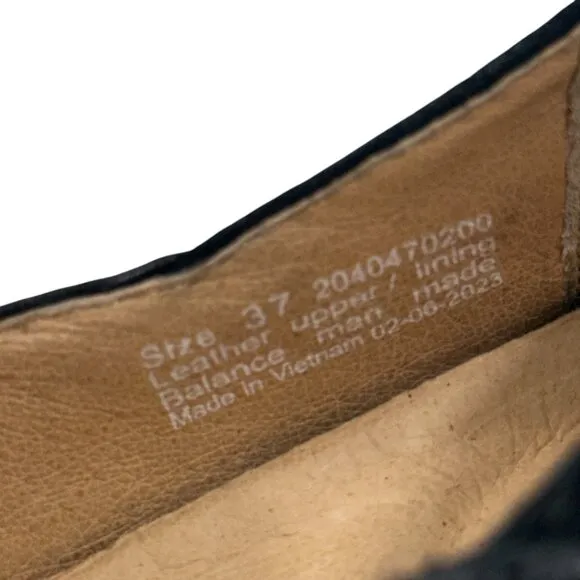 Size 37 2040470200
Leather upper/ lining
Balance man made
Made in Vietnam 02-06-2023